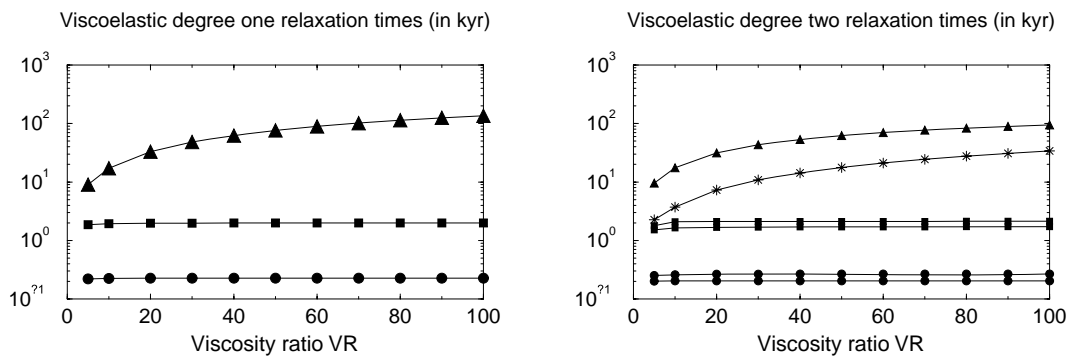 Viscoelastic degree one relaxation times (in kyr)
10³
10²
10¹
10⁰
10?¹
0 20 40 60 80 100
Viscosity ratio VR
Viscoelastic degree two relaxation times (in kyr)
10³
10²
10¹
10⁰
10?¹
0 20 40 60 80 100
Viscosity ratio VR